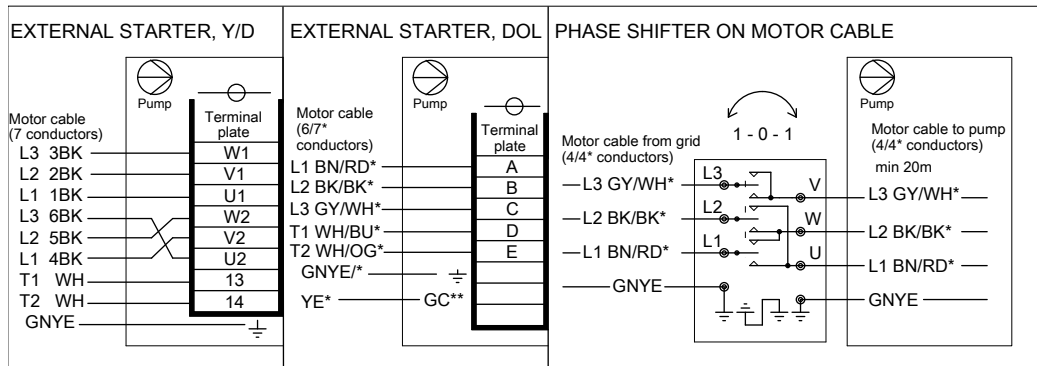 EXTERNAL STARTER, Y/D
Pump
Motor cable
(7 conductors)
Terminal
plate
L3 3BK W1
L2 2BK V1
L1 1BK U1
L3 6BK W2
L2 5BK V2
L1 4BK U2
T1 WH 13
T2 WH 14
GNYE
EXTERNAL STARTER, DOL
Pump
Motor cable
(6/7*
conductors)
Terminal
plate
L1 BN/RD* A
L2 BK/BK* B
L3 GY/WH* C
T1 WH/BU* D
T2 WH/OG* E
GNYE/*
YE* GC**
PHASE SHIFTER ON MOTOR CABLE
Pump
1 - 0 - 1
Motor cable from grid
(4/4* conductors)
Motor cable to pump
(4/4* conductors)
min 20m
L3 GY/WH* L3 V L3 GY/WH*
L2 BK/BK* L2 W L2 BK/BK*
L1 BN/RD* L1 U L1 BN/RD*
GNYE GNYE